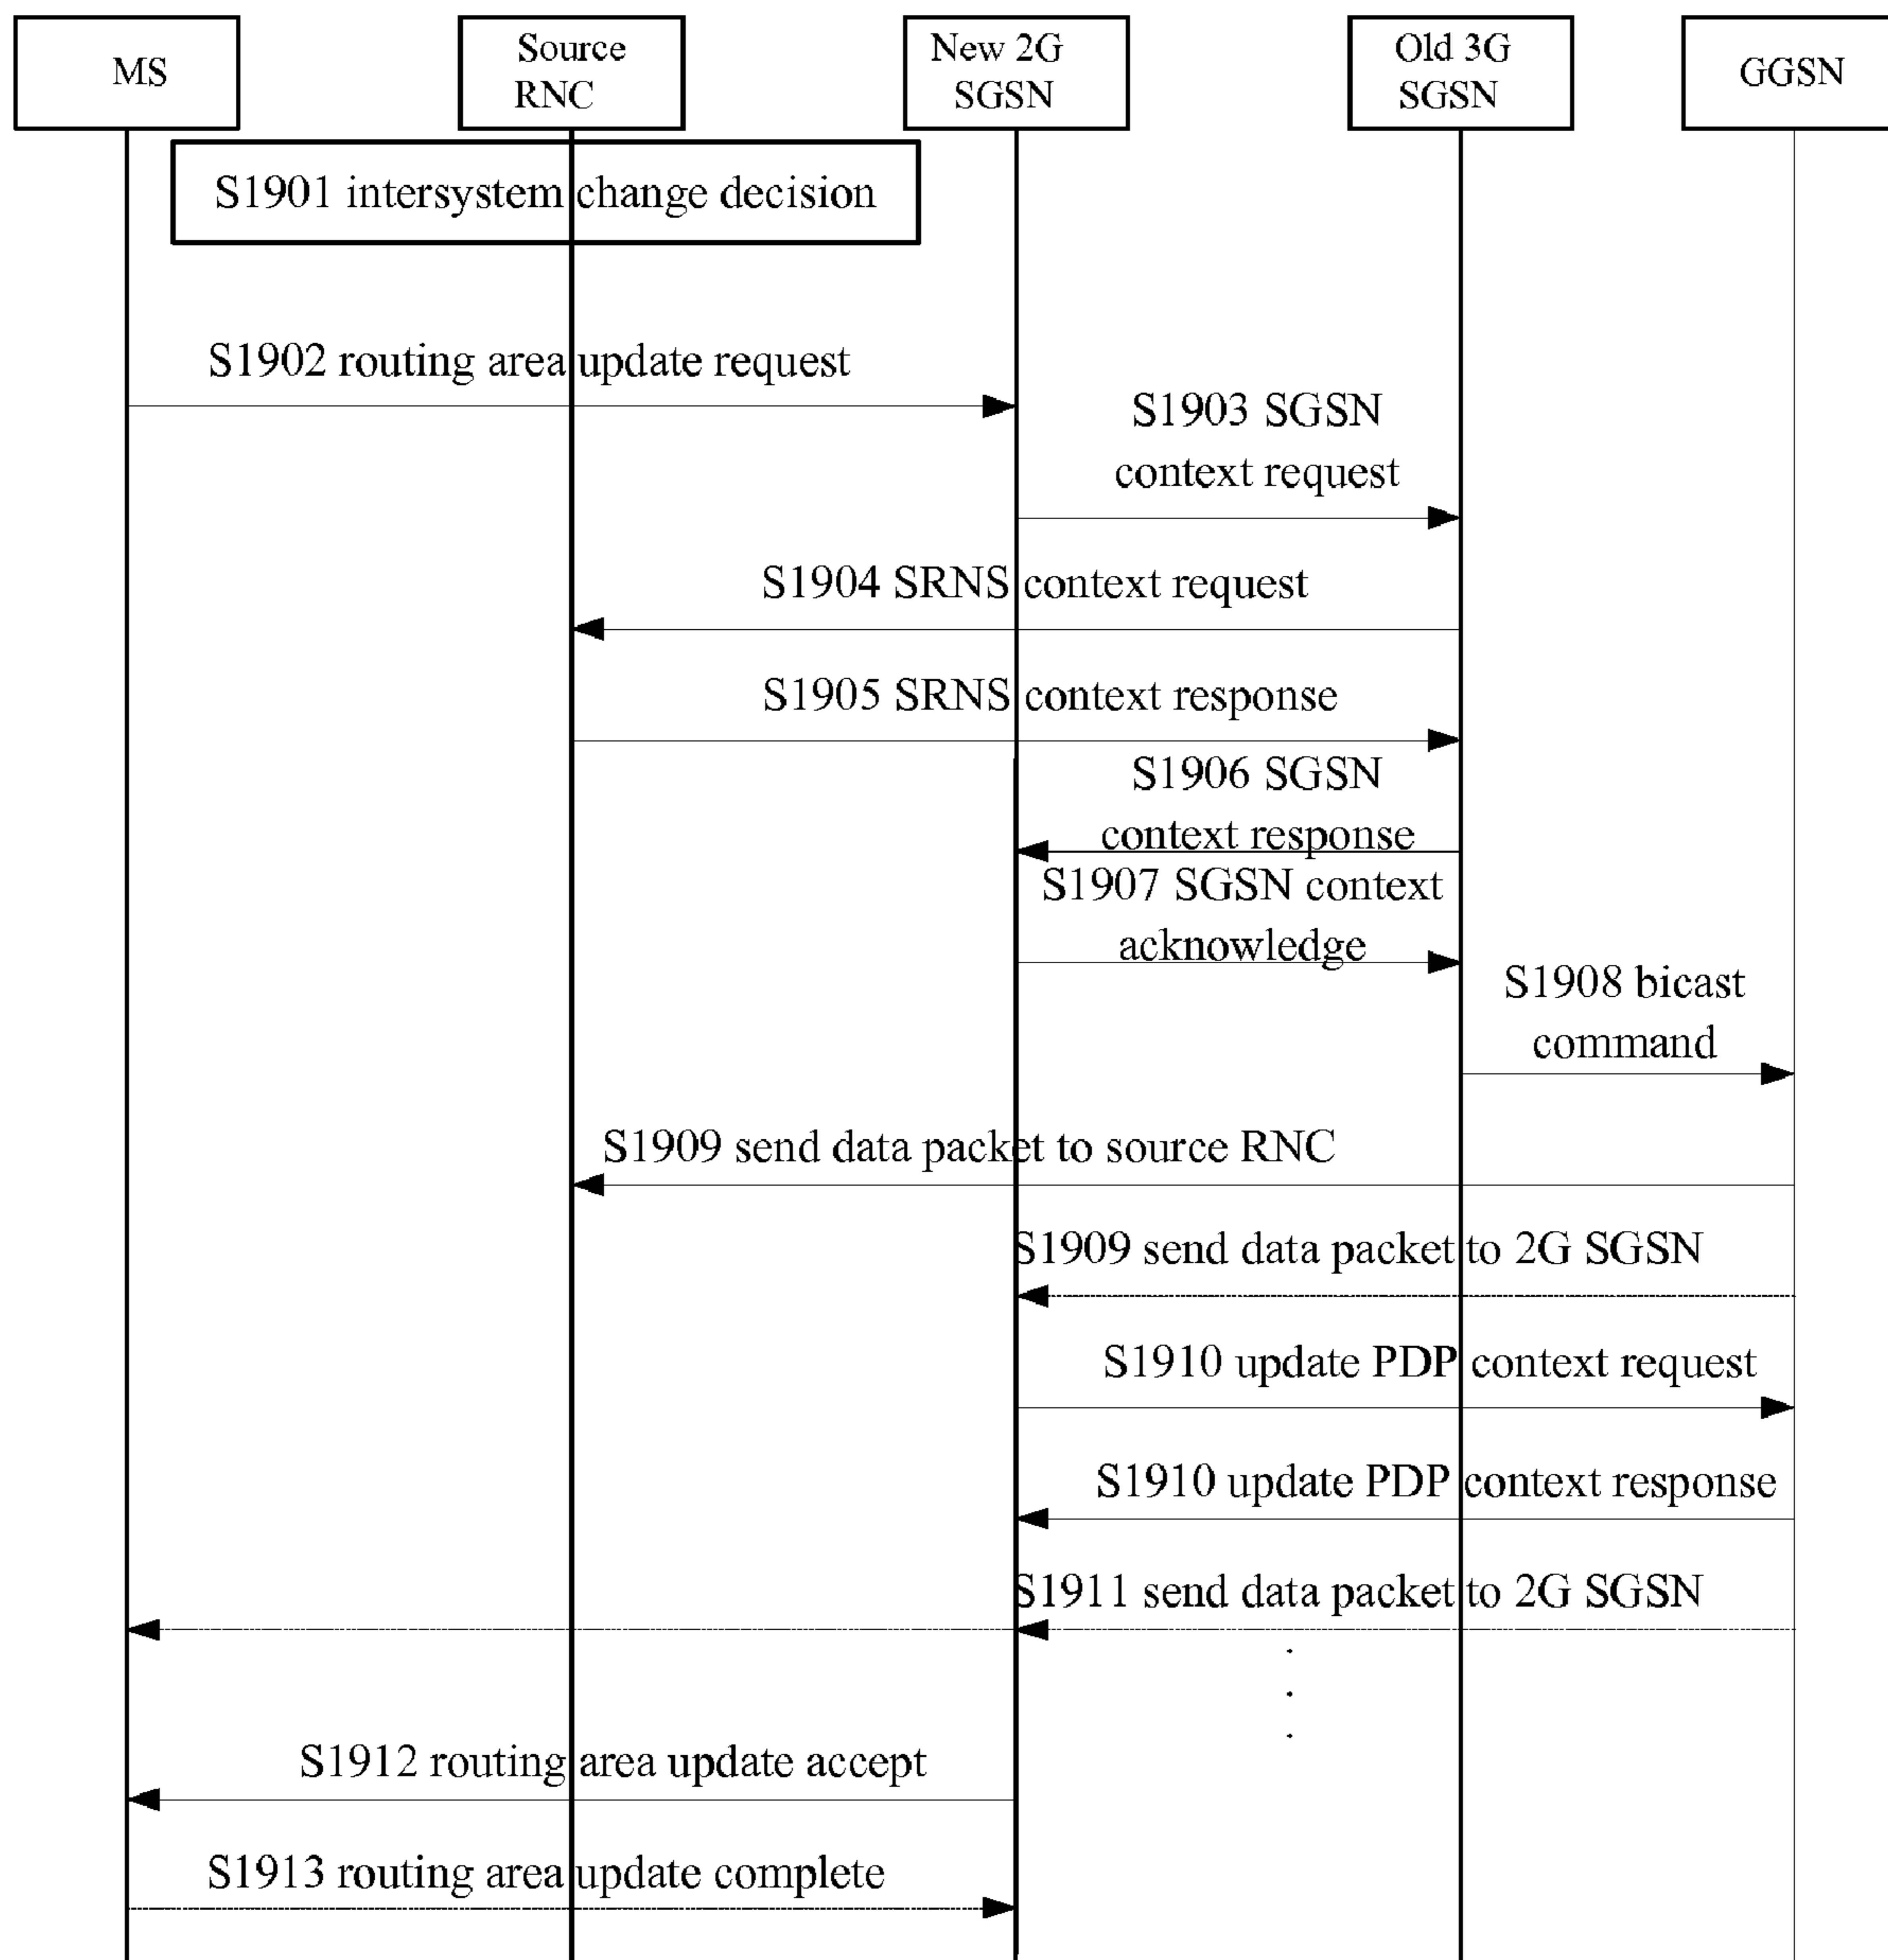 MS
Source
RNC
New 2G
SGSN
Old 3G
SGSN
GGSN
S1901 intersystem change decision
S1902 routing area update request
S1903 SGSN
context request
S1904 SRNS context request
S1905 SRNS context response
S1906 SGSN
context response
S1907 SGSN context
acknowledge
S1908 bicast
command
S1909 send data packet to source RNC
S1909 send data packet to 2G SGSN
S1910 update PDP context request
S1910 update PDP context response
S1911 send data packet to 2G SGSN
S1912 routing area update accept
S1913 routing area update complete